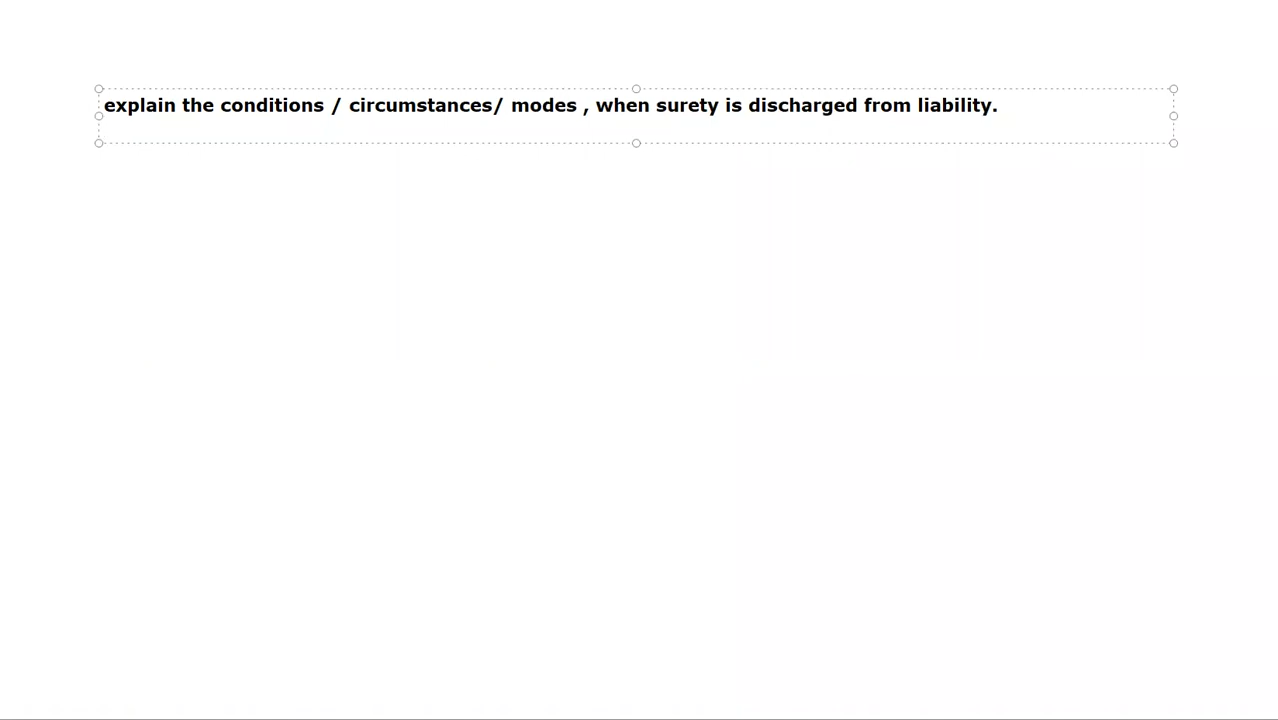 explain the conditions / circumstances/ modes , when surety is discharged from liability.